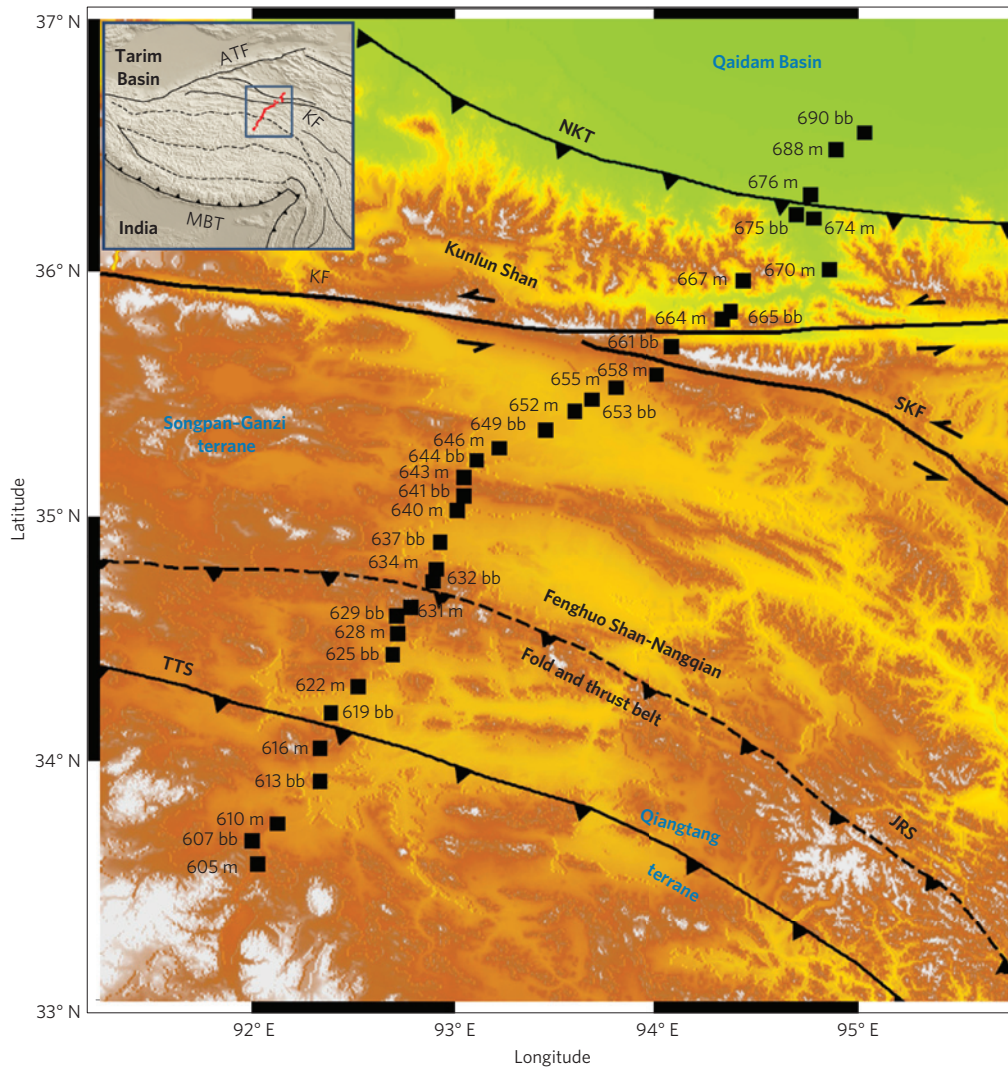 37° N
36° N
35° N
34° N
33° N
Latitude
92° E
93° E
94° E
95° E
Longitude
Tarim
Basin
ATF
KF
MBT
India
Qaidam Basin
NKT
690 bb
688 m
676 m
675 bb
674 m
Kunlun Shan
KF
667 m
670 m
664 m
665 bb
661 bb
658 m
655 m
653 bb
652 m
649 bb
SKF
Songpan–Ganzi
terrane
646 m
644 bb
643 m
641 bb
640 m
637 bb
634 m
632 bb
631 m
629 bb
628 m
625 bb
Fenghuo Shan-Nangqian
Fold and thrust belt
TTS
622 m
619 bb
616 m
613 bb
610 m
607 bb
605 m
Qiangtang
terrane
JRS